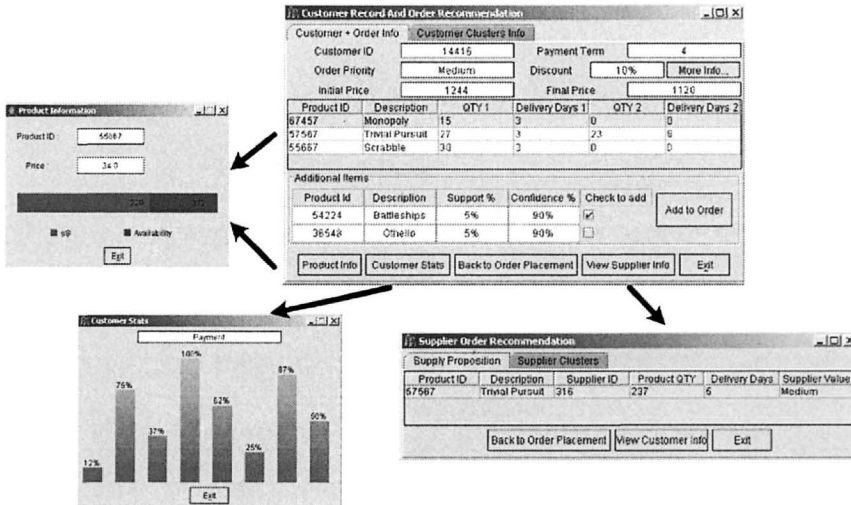 Customer Record And Order Recommendation
Customer + Order Info Customer Clusters Info
Customer ID 14416 Payment Term 4
Order Priority Medium Discount 10% More Info...
Initial Price 1244 Final Price 1120
Product ID Description QTY 1 Delivery Days 1 QTY 2 Delivery Days 2
67457 Monopoly 15 3 0 0
57567 Trivial Pursuit 27 3 23 6
55667 Scrabble 30 0 0 0
Additional Items
Product Id Description Support % Confidence % Check to add
54224 Battleships 5% 90%
36548 Othello 5% 90%
Add to Order
Product Info Customer Stats Back to Order Placement View Supplier Info Exit
Product Information
Product ID : 55667
Price : 34.0
Availability
Exit
Customer Stats
Payment
12% 75% 37% 100% 62% 25% 87% 50%
Exit
Supplier Order Recommendation
Supply Proposition Supplier Clusters
Product ID Description Supplier ID Product QTY Delivery Days Supplier Value
57567 Trivial Pursuit 316 237 5 Medium
Back to Order Placement View Customer Info Exit